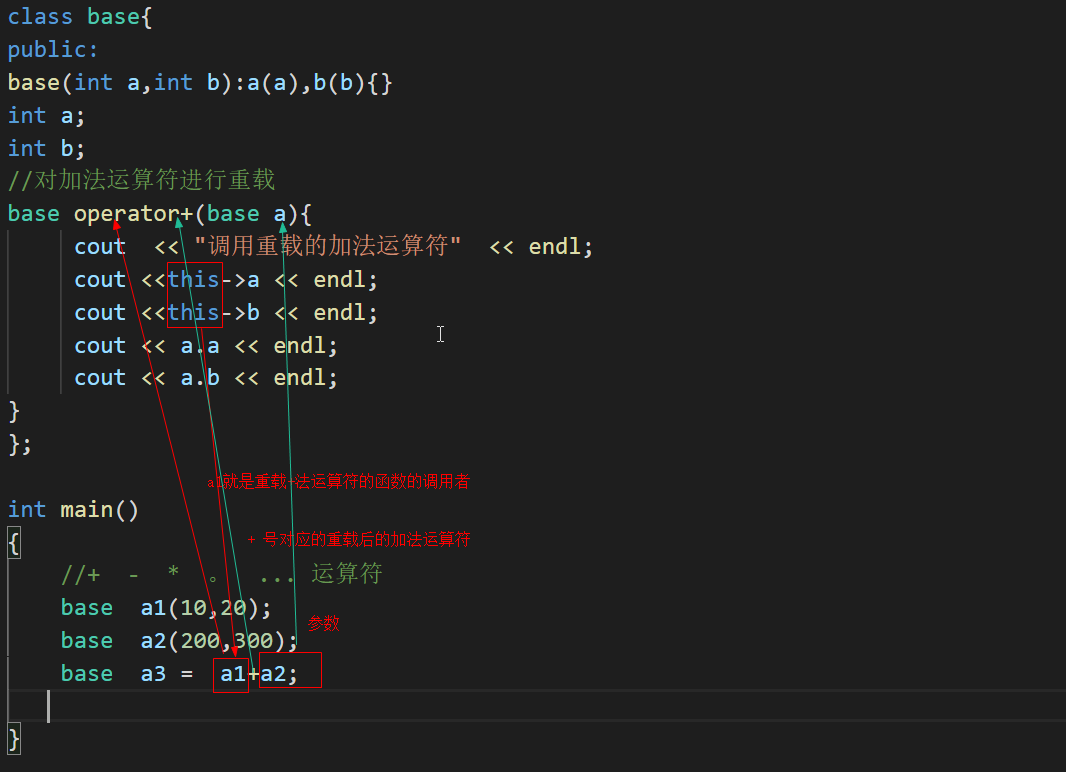 class base{
public:
base(int a,int b):a(a),b(b){}
int a;
int b;
//对加法运算符进行重载
base operator+(base a){
cout << "调用重载的加法运算符" << endl;
cout <<this->a << endl;
cout <<this->b << endl;
cout << a.a << endl;
cout << a.b << endl;
}
};
a1就是重载+法运算符的函数的调用者
int main()
+ 号对应的重载后的加法运算符
{
//+ - * 。 ... 运算符
base a1(10,20);
参数
base a2(200,300);
base a3 = a1+a2;
}